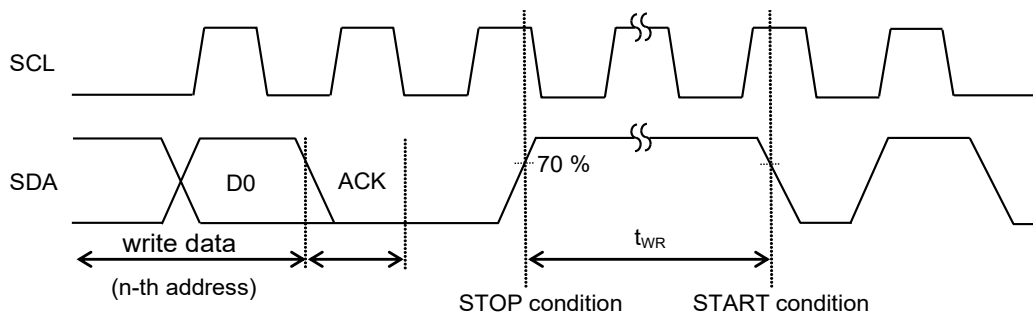 SCL
SDA
D0
ACK
70 %
write data
(n-th address)
tWR
STOP condition
START condition